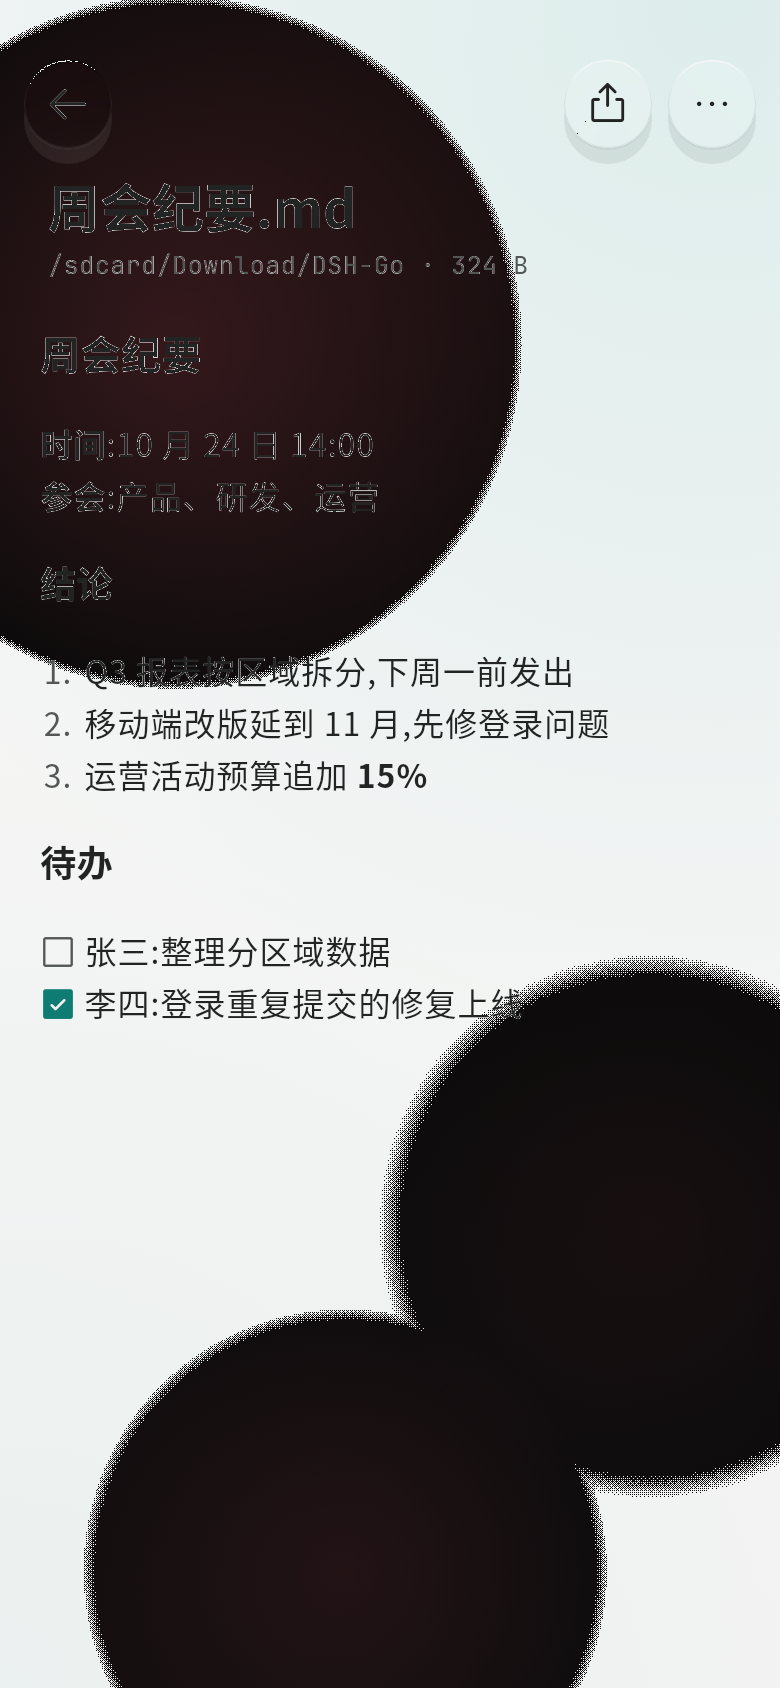 周会纪要.md
/sdcard/Download/DSH-Go · 324 B
周会纪要
时间:10 月 24 日 14:00
参会:产品、研发、运营
结论
1. Q3 报表按区域拆分,下周一前发出
2. 移动端改版延到 11 月,先修登录问题
3. 运营活动预算追加 15%
待办
张三:整理分区域数据
李四:登录重复提交的修复上线